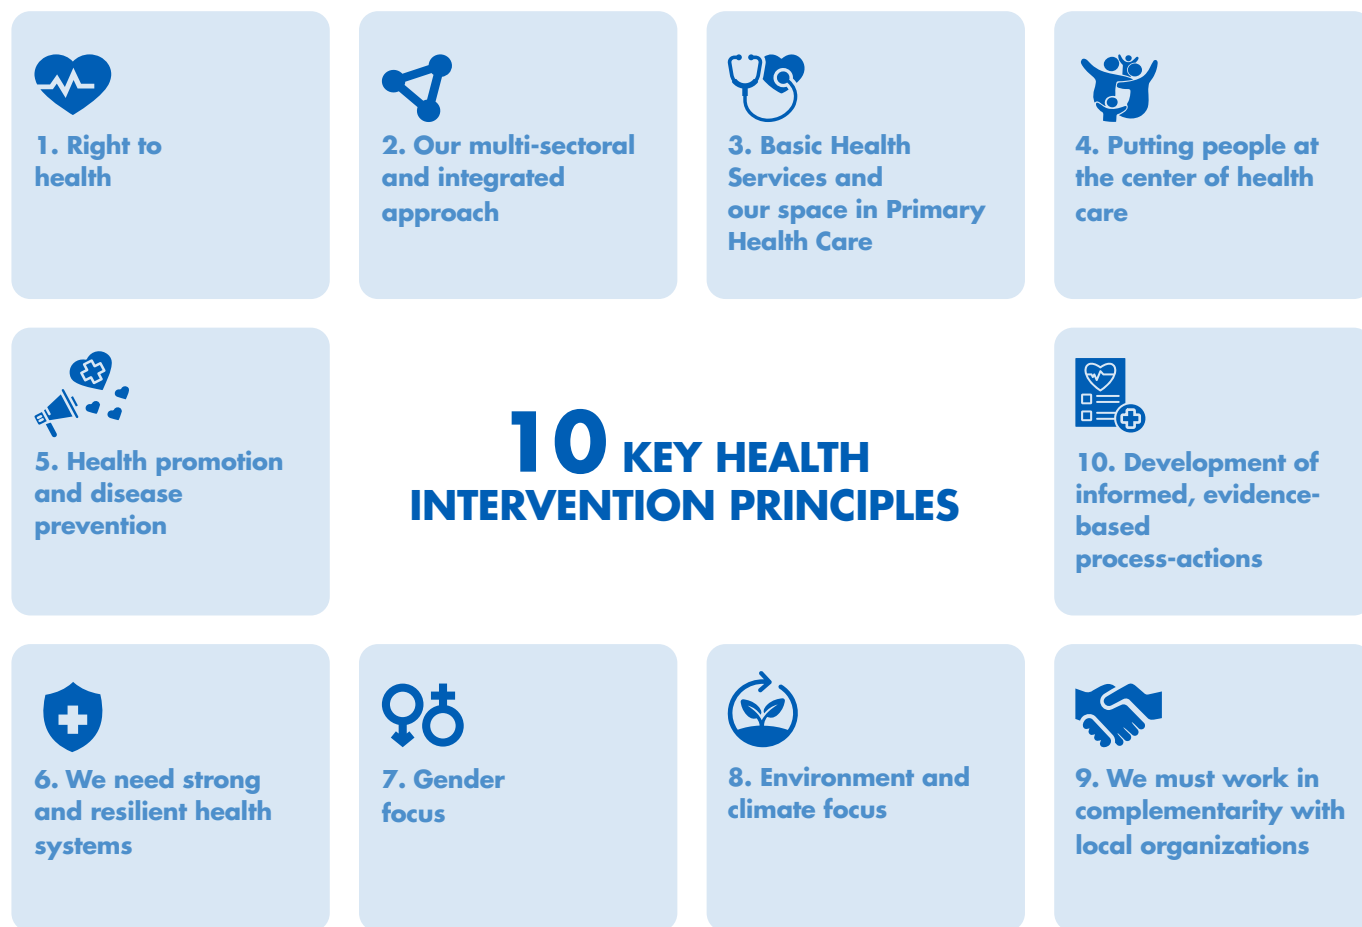 1. Right to
health
2. Our multi-sectoral
and integrated
approach
3. Basic Health
Services and
our space in Primary
Health Care
4. Putting people at
the center of health
care
5. Health promotion
and disease
prevention
10 KEY HEALTH
INTERVENTION PRINCIPLES
10. Development of
informed, evidence-
based
process-actions
6. We need strong
and resilient health
systems
7. Gender
focus
8. Environment and
climate focus
9. We must work in
complementarity with
local organizations